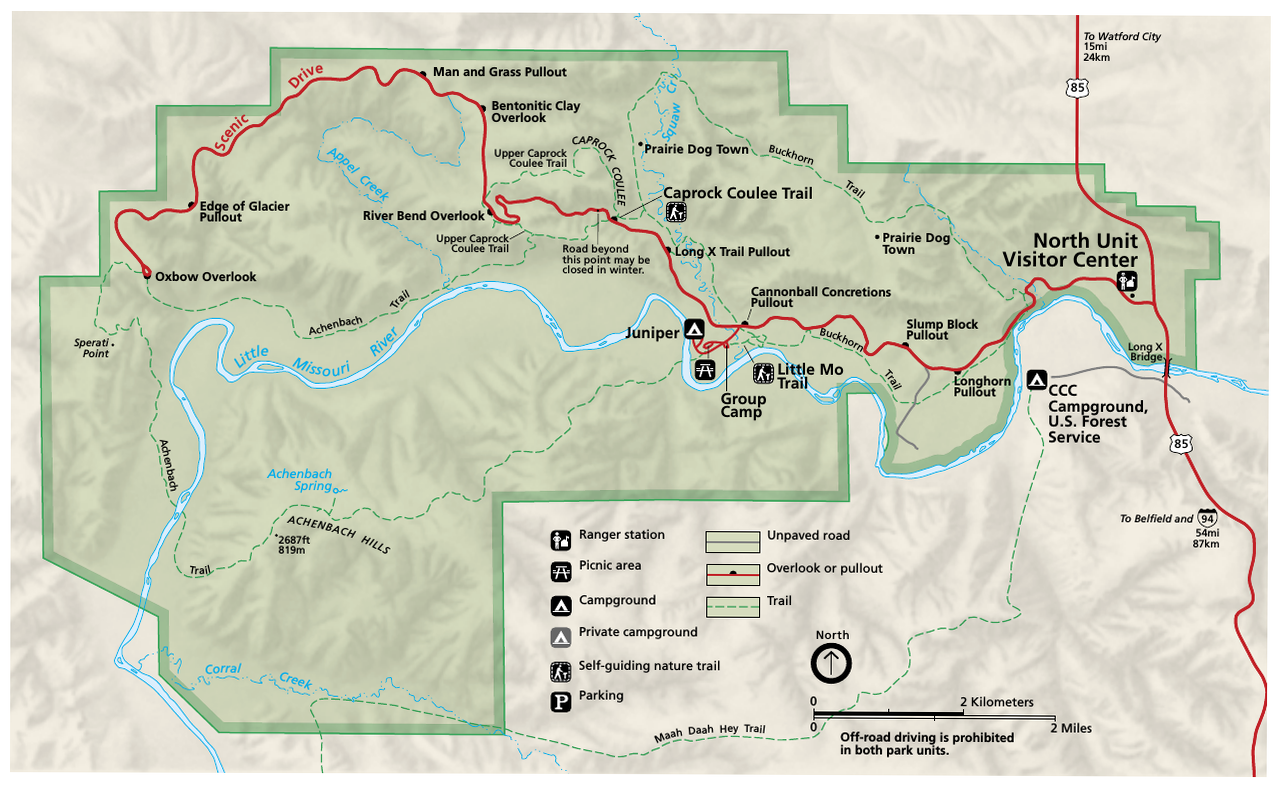 To Watford City
15mi
24km
85
Man and Grass Pullout
Scenic Drive
Bentonitic Clay
Overlook
Squaw Cr
CAPROCK COULEE
Upper Caprock
Coulee Trail
Prairie Dog Town
Buckhorn
Trail
Appel Creek
Caprock Coulee Trail
Edge of Glacier
Pullout
River Bend Overlook
Upper Caprock
Coulee Trail
Road beyond
this point may be
closed in winter.
Long X Trail Pullout
Prairie Dog
Town
North Unit
Visitor Center
Oxbow Overlook
Cannonball Concretions
Pullout
Achenbach
Trail
Sperati
Point
Little
Missouri
River
Juniper
Buckhorn
Trail
Slump Block
Pullout
Long X
Bridge
Little Mo
Trail
Longhorn
Pullout
Group
Camp
CCC
Campground,
U.S. Forest
Service
85
Achenbach
Trail
Achenbach
Spring
ACHENBACH HILLS
2687ft
819m
To Belfield and 94
54mi
87km
Ranger station
Picnic area
Campground
Private campground
Self-guiding nature trail
P
Parking
Unpaved road
Overlook or pullout
Trail
North
Corral
Creek
Maah Daah Hey Trail
0
2 Kilometers
0
2 Miles
Off-road driving is prohibited
in both park units.